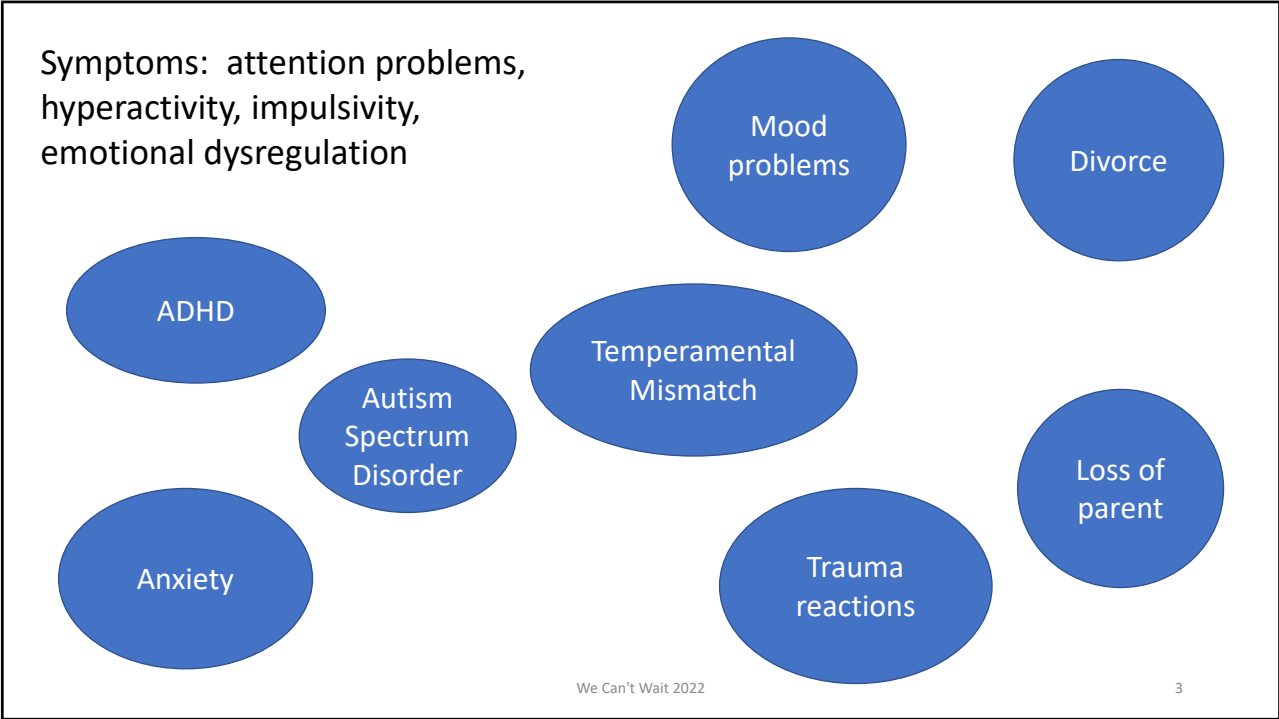 Symptoms:  attention problems,
hyperactivity, impulsivity,
emotional dysregulation
Mood
problems
Divorce
ADHD
Temperamental
Mismatch
Autism
Spectrum
Disorder
Loss of
parent
Anxiety
Trauma
reactions
We Can't Wait 2022
3